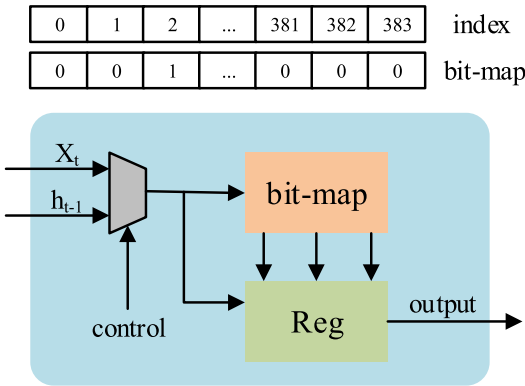 0 1 2 ... 381 382 383 index
0 0 1 ... 0 0 0 bit-map
Xt
ht-1
bit-map
control
Reg
output